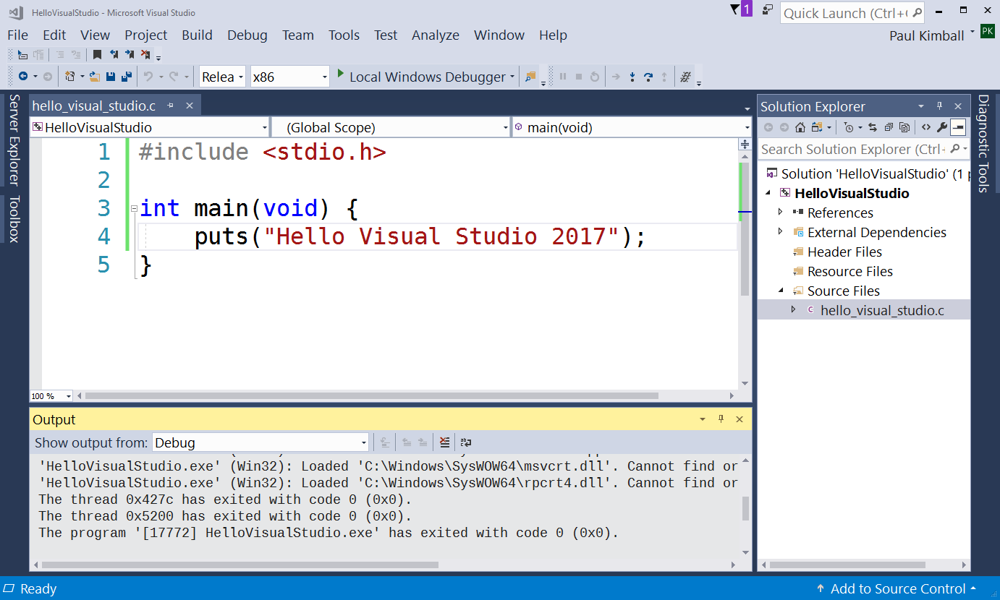 HelloVisualStudio - Microsoft Visual Studio
1
Quick Launch (Ctrl+
File Edit View Project Build Debug Team Tools Test Analyze Window Help
Paul Kimball PK
Relea x86 Local Windows Debugger
Server Explorer
Toolbox
hello_visual_studio.c
HelloVisualStudio (Global Scope) main(void)
1 #include <stdio.h>
2
3 int main(void) {
4 puts("Hello Visual Studio 2017");
5 }
100 %
Output
Show output from: Debug
'HelloVisualStudio.exe' (Win32): Loaded 'C:\Windows\SysWOW64\msvcrt.dll'. Cannot find or
'HelloVisualStudio.exe' (Win32): Loaded 'C:\Windows\SysWOW64\rpcrt4.dll'. Cannot find or
The thread 0x427c has exited with code 0 (0x0).
The thread 0x5200 has exited with code 0 (0x0).
The program '[17772] HelloVisualStudio.exe' has exited with code 0 (0x0).
Solution Explorer
Search Solution Explorer (Ctrl+
Solution 'HelloVisualStudio' (1
HelloVisualStudio
References
External Dependencies
Header Files
Resource Files
Source Files
C hello_visual_studio.c
Diagnostic Tools
Ready
Add to Source Control